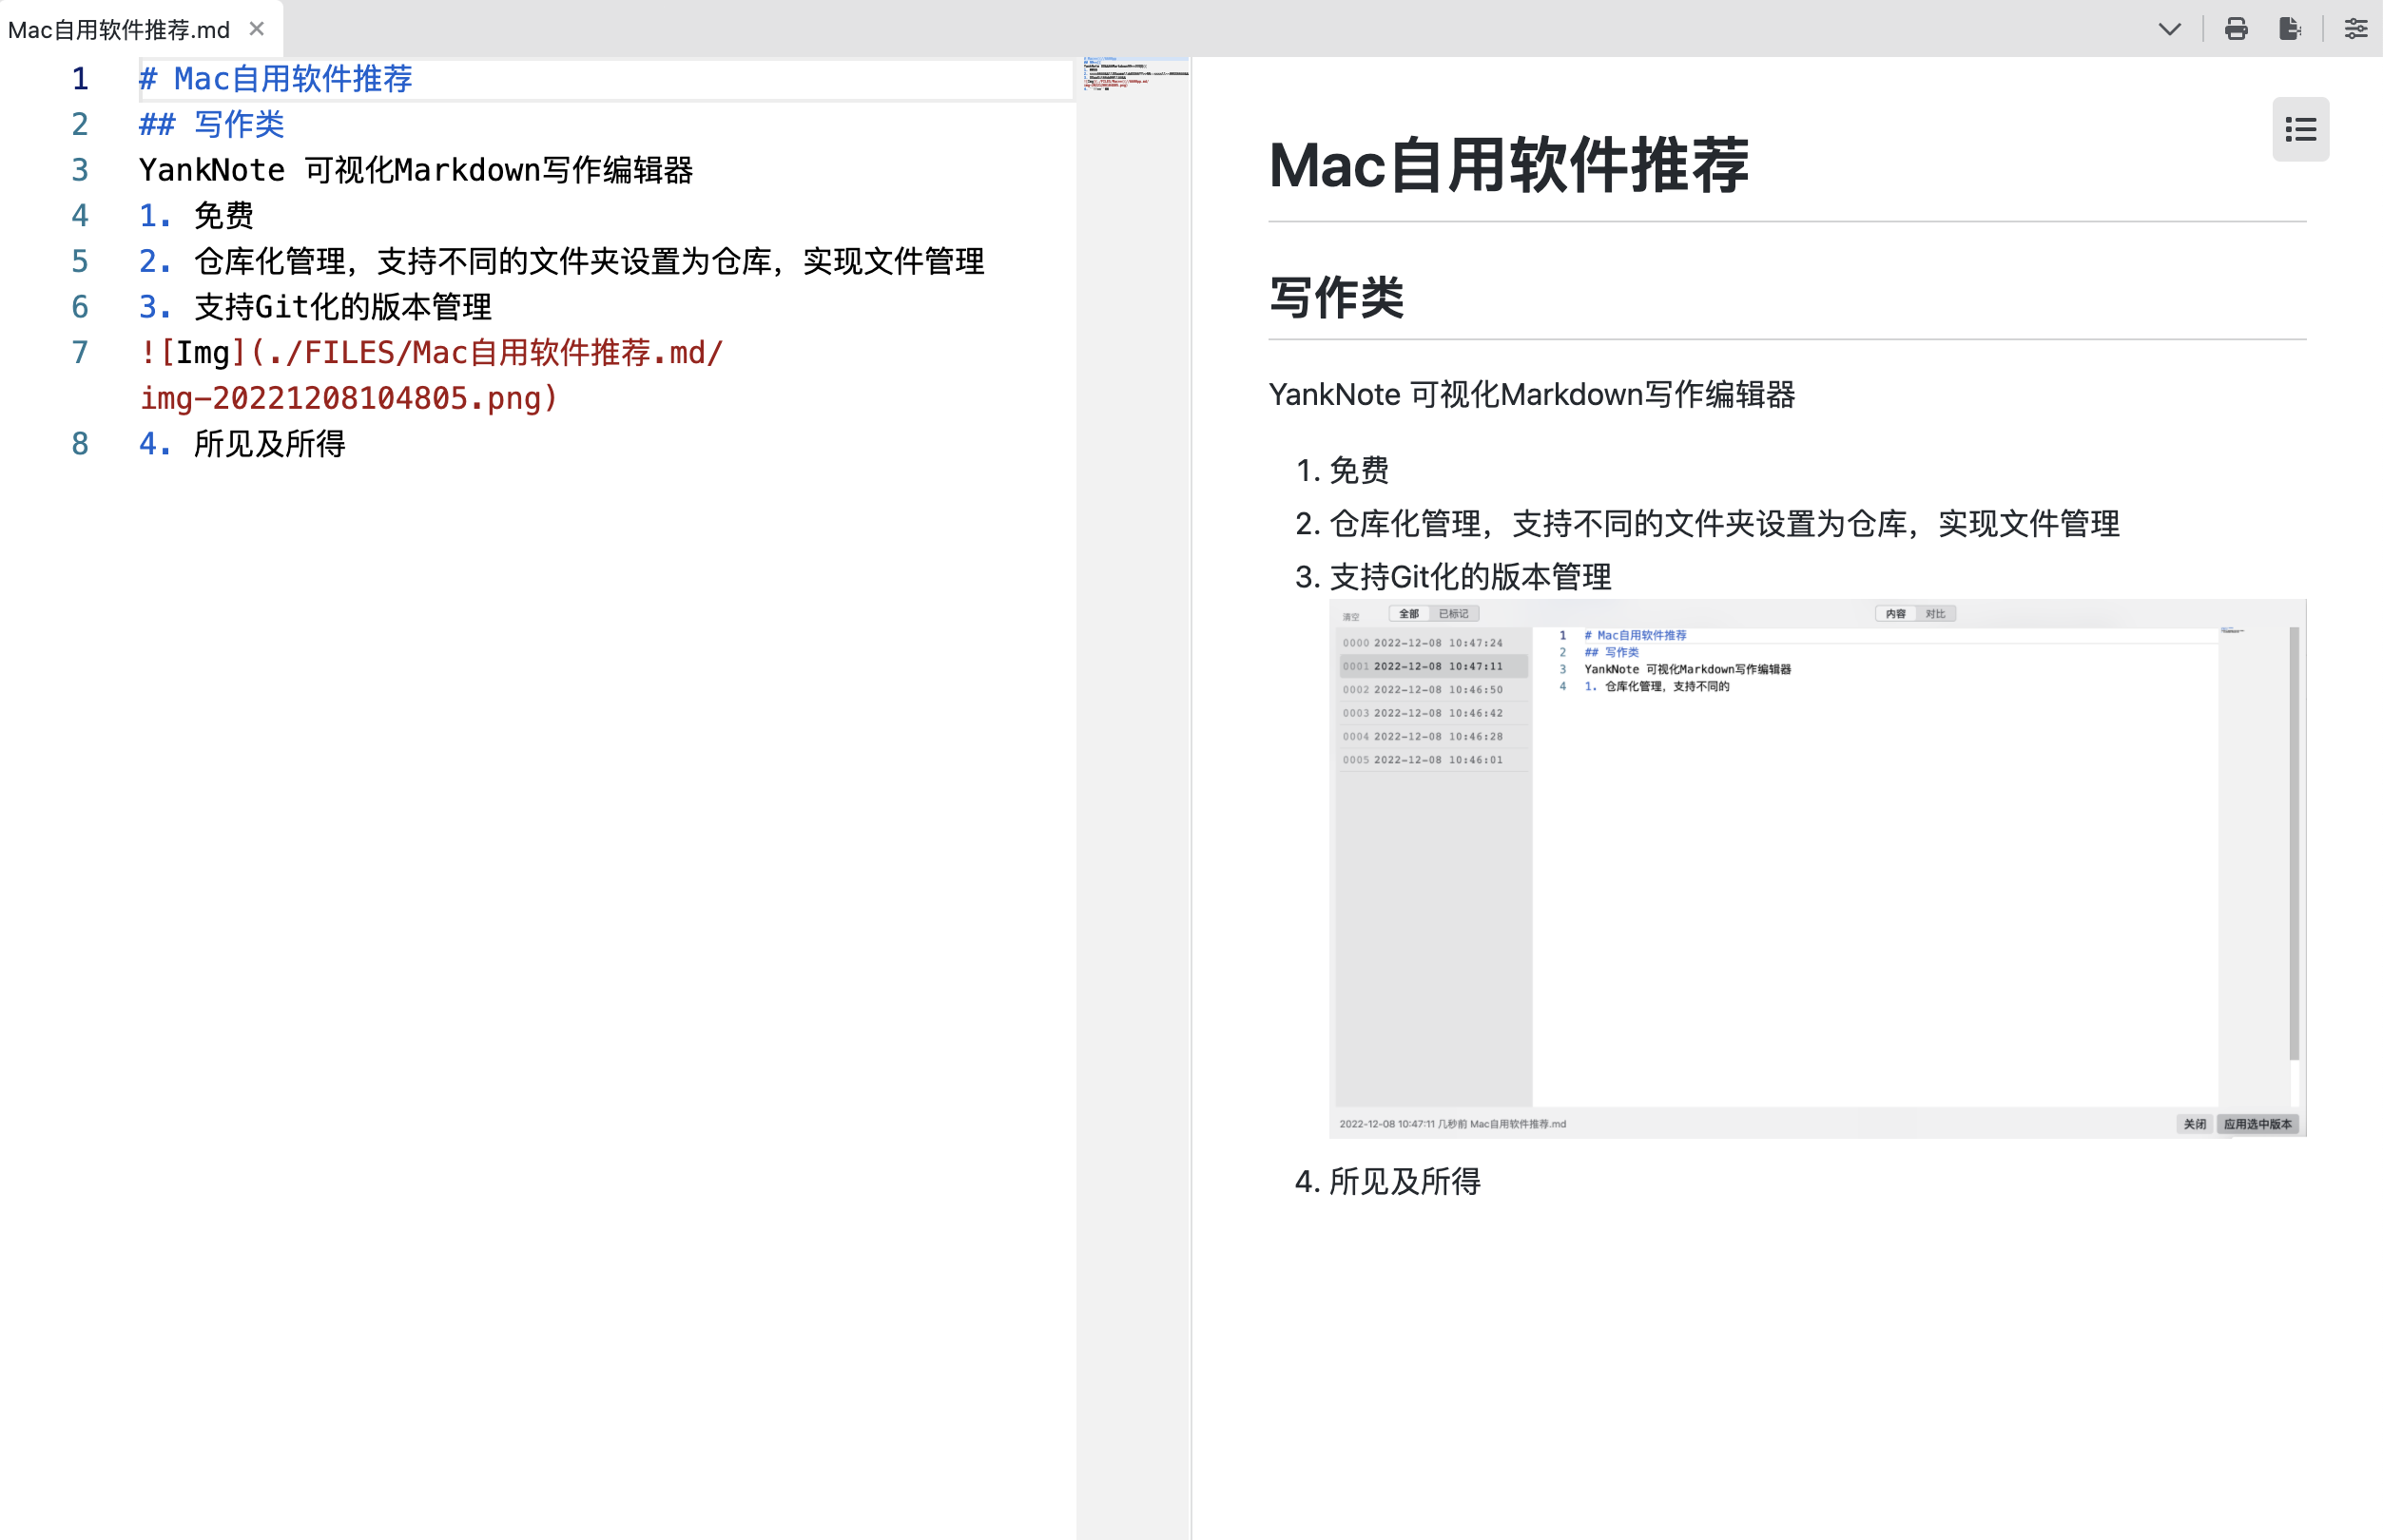 Mac自用软件推荐.md
1 # Mac自用软件推荐
2 ## 写作类
3 YankNote 可视化Markdown写作编辑器
4 1. 免费
5 2. 仓库化管理，支持不同的文件夹设置为仓库，实现文件管理
6 3. 支持Git化的版本管理
7 ![Img](./FILES/Mac自用软件推荐.md/
img-20221208104805.png)
8 4. 所见及所得
Mac自用软件推荐
写作类
YankNote 可视化Markdown写作编辑器
1. 免费
2. 仓库化管理，支持不同的文件夹设置为仓库，实现文件管理
3. 支持Git化的版本管理
清空 全部 已标记 内容 对比
0000 2022-12-08 10:47:24
0001 2022-12-08 10:47:11
0002 2022-12-08 10:46:50
0003 2022-12-08 10:46:42
0004 2022-12-08 10:46:28
0005 2022-12-08 10:46:01
1 # Mac自用软件推荐
2 ## 写作类
3 YankNote 可视化Markdown写作编辑器
4 1. 仓库化管理，支持不同的
2022-12-08 10:47:11 几秒前 Mac自用软件推荐.md
关闭 应用选中版本
4. 所见及所得